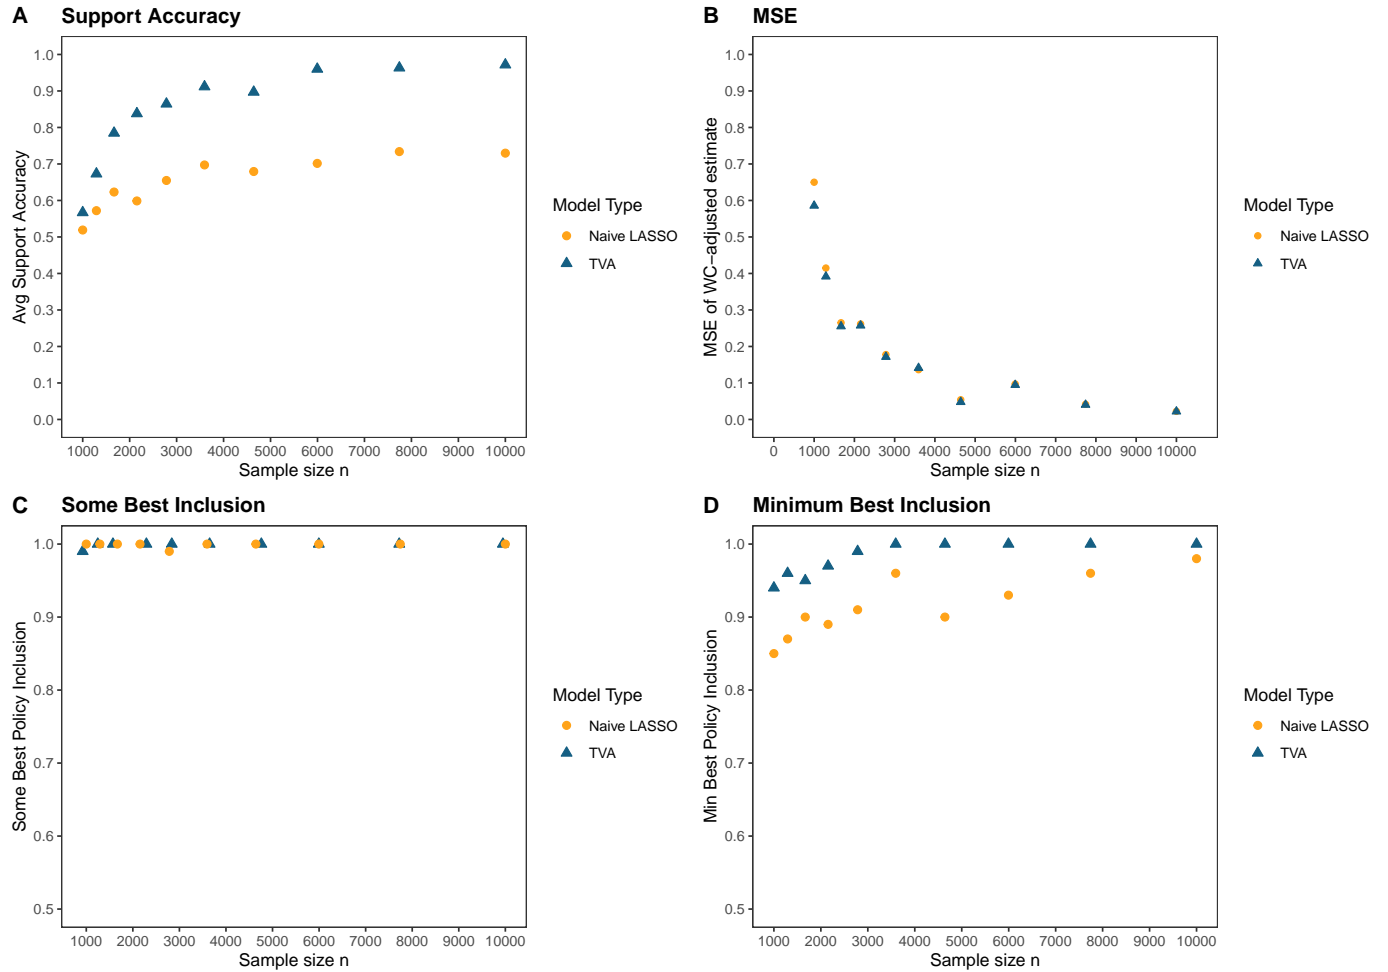 A Support Accuracy
1.0
0.9
0.8
0.7
0.6
0.5
0.4
0.3
0.2
0.1
0.0
Avg Support Accuracy
1000 2000 3000 4000 5000 6000 7000 8000 9000 10000
Sample size n
Model Type
Naive LASSO
TVA
B MSE
1.0
0.9
0.8
0.7
0.6
0.5
0.4
0.3
0.2
0.1
0.0
MSE of WC−adjusted estimate
0 1000 2000 3000 4000 5000 6000 7000 8000 9000 10000
Sample size n
Model Type
Naive LASSO
TVA
C Some Best Inclusion
1.0
0.9
0.8
0.7
0.6
0.5
Some Best Policy Inclusion
1000 2000 3000 4000 5000 6000 7000 8000 9000 10000
Sample size n
Model Type
Naive LASSO
TVA
D Minimum Best Inclusion
1.0
0.9
0.8
0.7
0.6
0.5
Min Best Policy Inclusion
1000 2000 3000 4000 5000 6000 7000 8000 9000 10000
Sample size n
Model Type
Naive LASSO
TVA